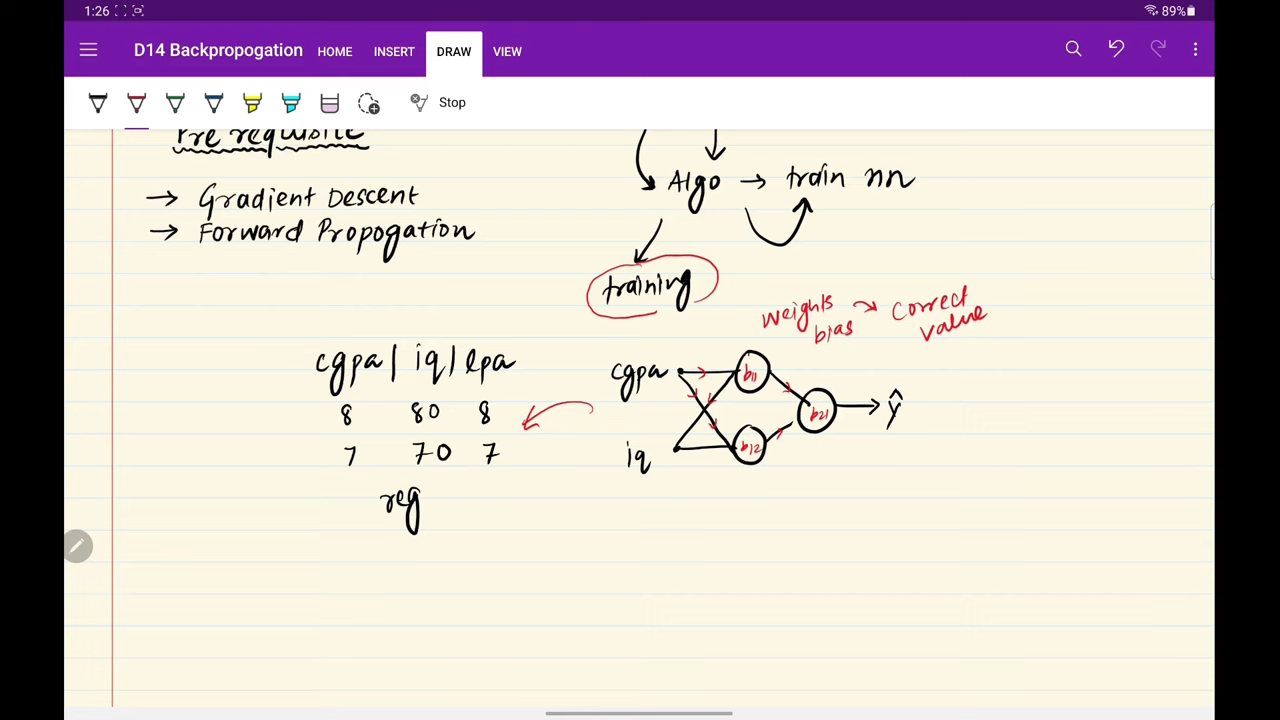 1:26
89%
D14 Backpropogation HOME INSERT DRAW VIEW
Stop
Pre requisite
→ Gradient Descent
→ Forward Propogation
Algo → train nn
training
weights → correct
bias value
cgpa | iq | lpa
8 80 8
7 70 7
reg
cgpa
iq
b11
b12
b21
ŷ